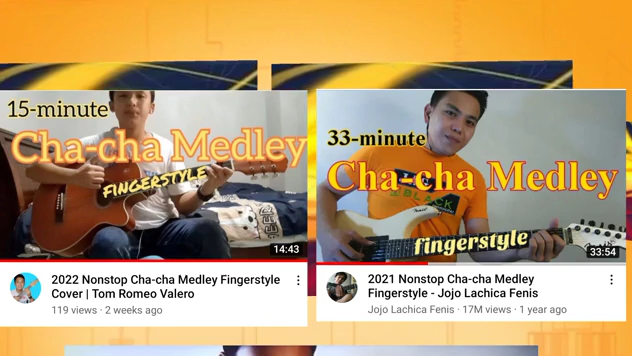 15-minute
Cha-cha Medley
FINGERSTYLE
14:43
2022 Nonstop Cha-cha Medley Fingerstyle
Cover | Tom Romeo Valero
119 views · 2 weeks ago
33-minute
Cha-cha Medley
fingerstyle
33:54
2021 Nonstop Cha-cha Medley
Fingerstyle - Jojo Lachica Fenis
Jojo Lachica Fenis · 17M views · 1 year ago